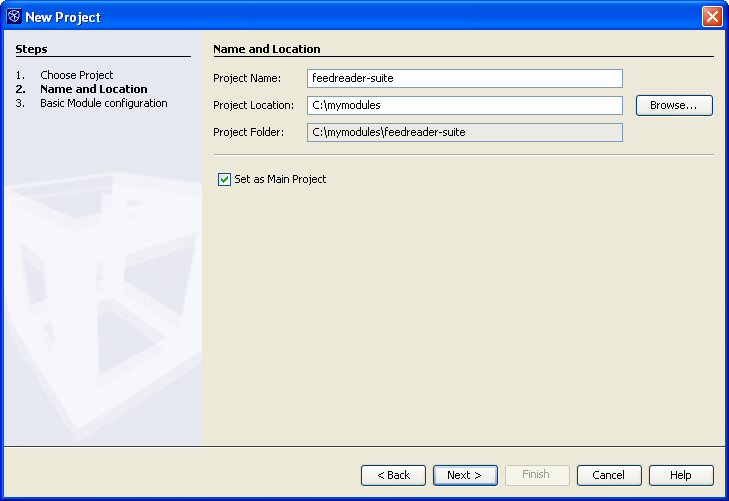 New Project
Steps
1. Choose Project
2. Name and Location
3. Basic Module configuration
Name and Location
Project Name: feedreader-suite
Project Location: C:\mymodules Browse...
Project Folder: C:\mymodules\feedreader-suite
Set as Main Project
< Back Next > Finish Cancel Help